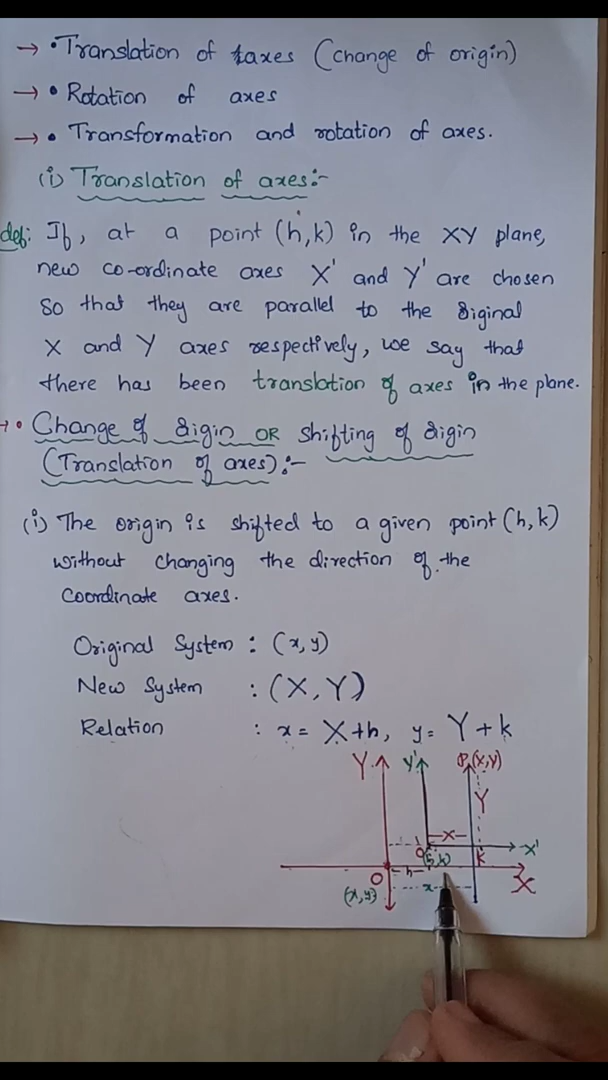 → • Translation of axes (change of origin)
→ • Rotation of axes
→ • Transformation and rotation of axes.
(i) Translation of axes:-
def: If, at a point (h,k) in the XY plane,
new co-ordinate axes X' and Y' are chosen
so that they are parallel to the original
X and Y axes respectively, we say that
there has been translation of axes in the plane.
→ • Change of origin OR shifting of origin
(Translation of axes):-
(i) The origin is shifted to a given point (h,k)
without changing the direction of the
coordinate axes.
Original System : (x,y)
New System : (X,Y)
Relation : x = X+h, y = Y+k
Y Y' P(X,Y)
Y
X
O' X'
(h,k) k
h
O X
(x,y) x